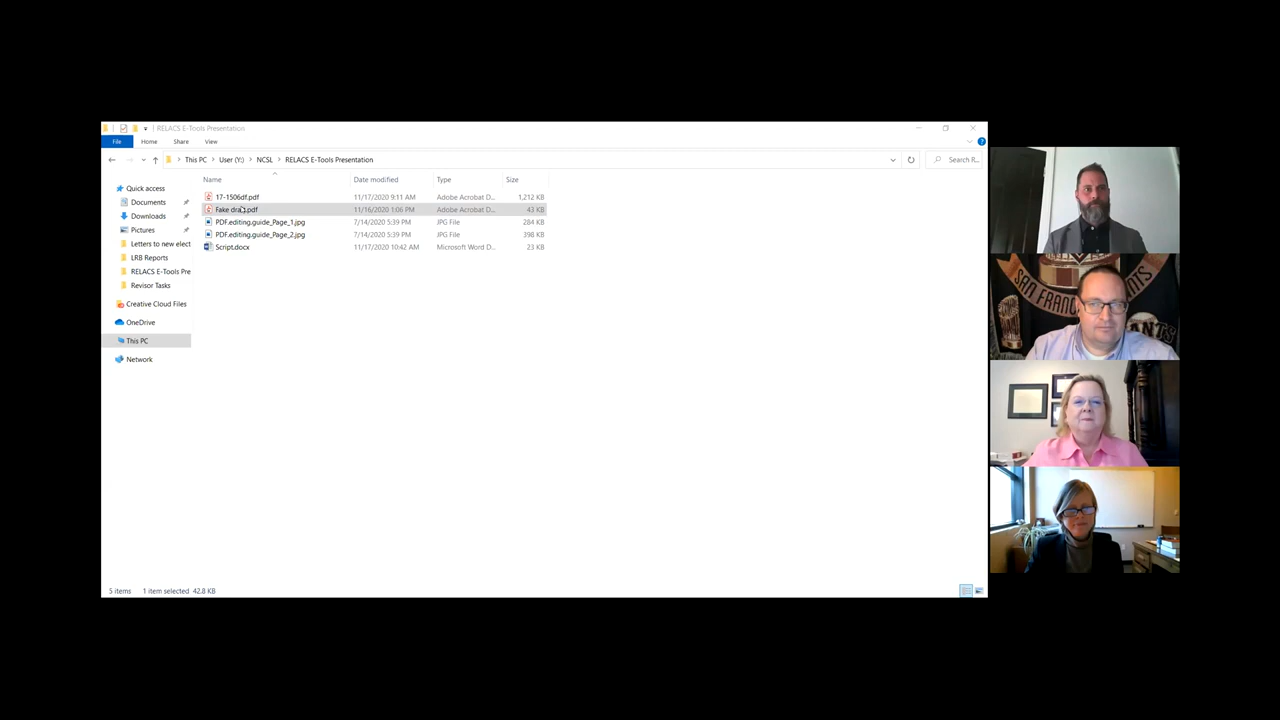 RELACS E-Tools Presentation
File Home Share View
This PC User (Y:) NCSL RELACS E-Tools Presentation
Search R...
Name Date modified Type Size
Quick access
Documents
Downloads
Pictures
Letters to new elect
LRB Reports
RELACS E-Tools Pre
Revisor Tasks
Creative Cloud Files
OneDrive
This PC
Network
17-1506df.pdf 11/17/2020 9:11 AM Adobe Acrobat D... 1,212 KB
Fake draft.pdf 11/16/2020 1:06 PM Adobe Acrobat D... 43 KB
PDF.editing.guide_Page_1.jpg 7/14/2020 5:39 PM JPG File 284 KB
PDF.editing.guide_Page_2.jpg 7/14/2020 5:39 PM JPG File 398 KB
Script.docx 11/17/2020 10:42 AM Microsoft Word D... 23 KB
5 items 1 item selected 42.8 KB
SAN FRANC
ANTS